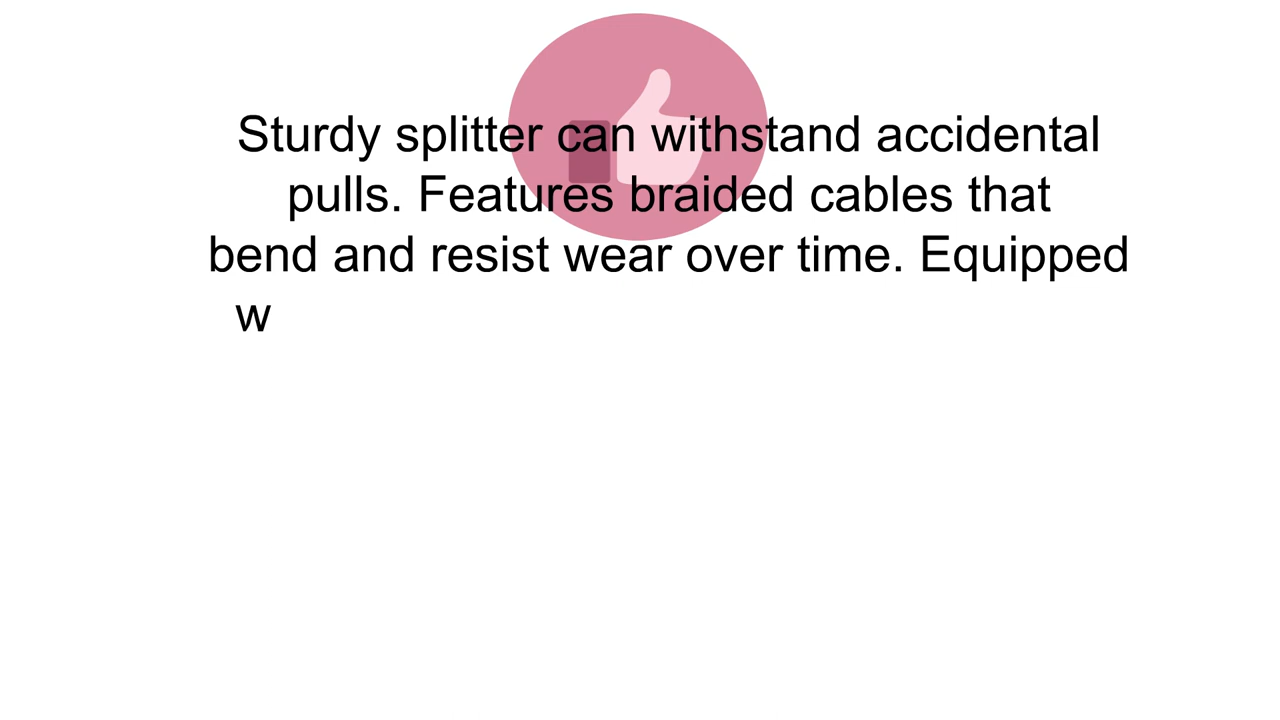 Sturdy splitter can withstand accidental
pulls. Features braided cables that
bend and resist wear over time. Equipped
w